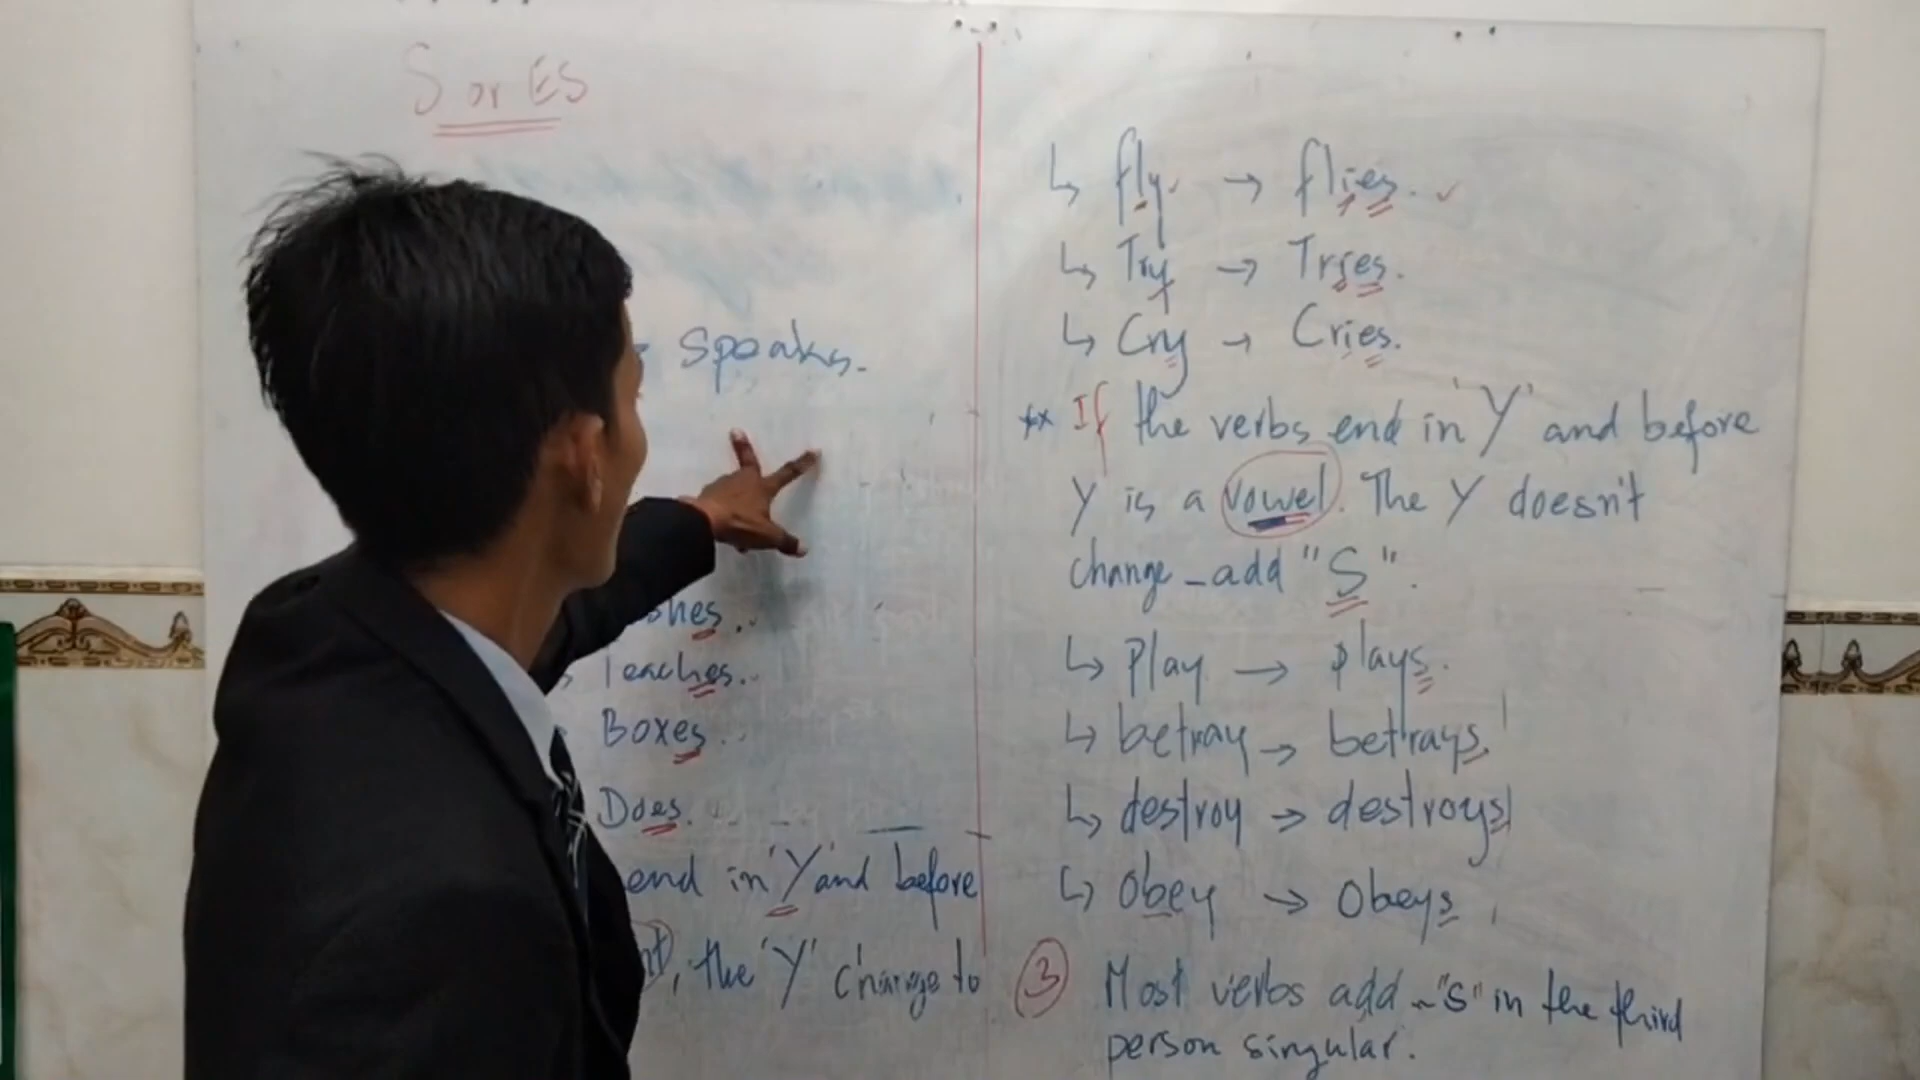 S or ES
Speaks.
shes.
Teaches.
Boxes.
Does.
end in 'Y' and before
nt, the 'Y' change to
↳ fly → flies.
↳ Try → Tries.
↳ Cry → Cries.
** If the verbs end in 'Y' and before
Y is a vowel. The Y doesn't
change - add "S".
↳ Play → plays.
↳ betray → betrays.
↳ destroy → destroys
↳ Obey → Obeys
③ Most verbs add - "s" in the third
person singular.